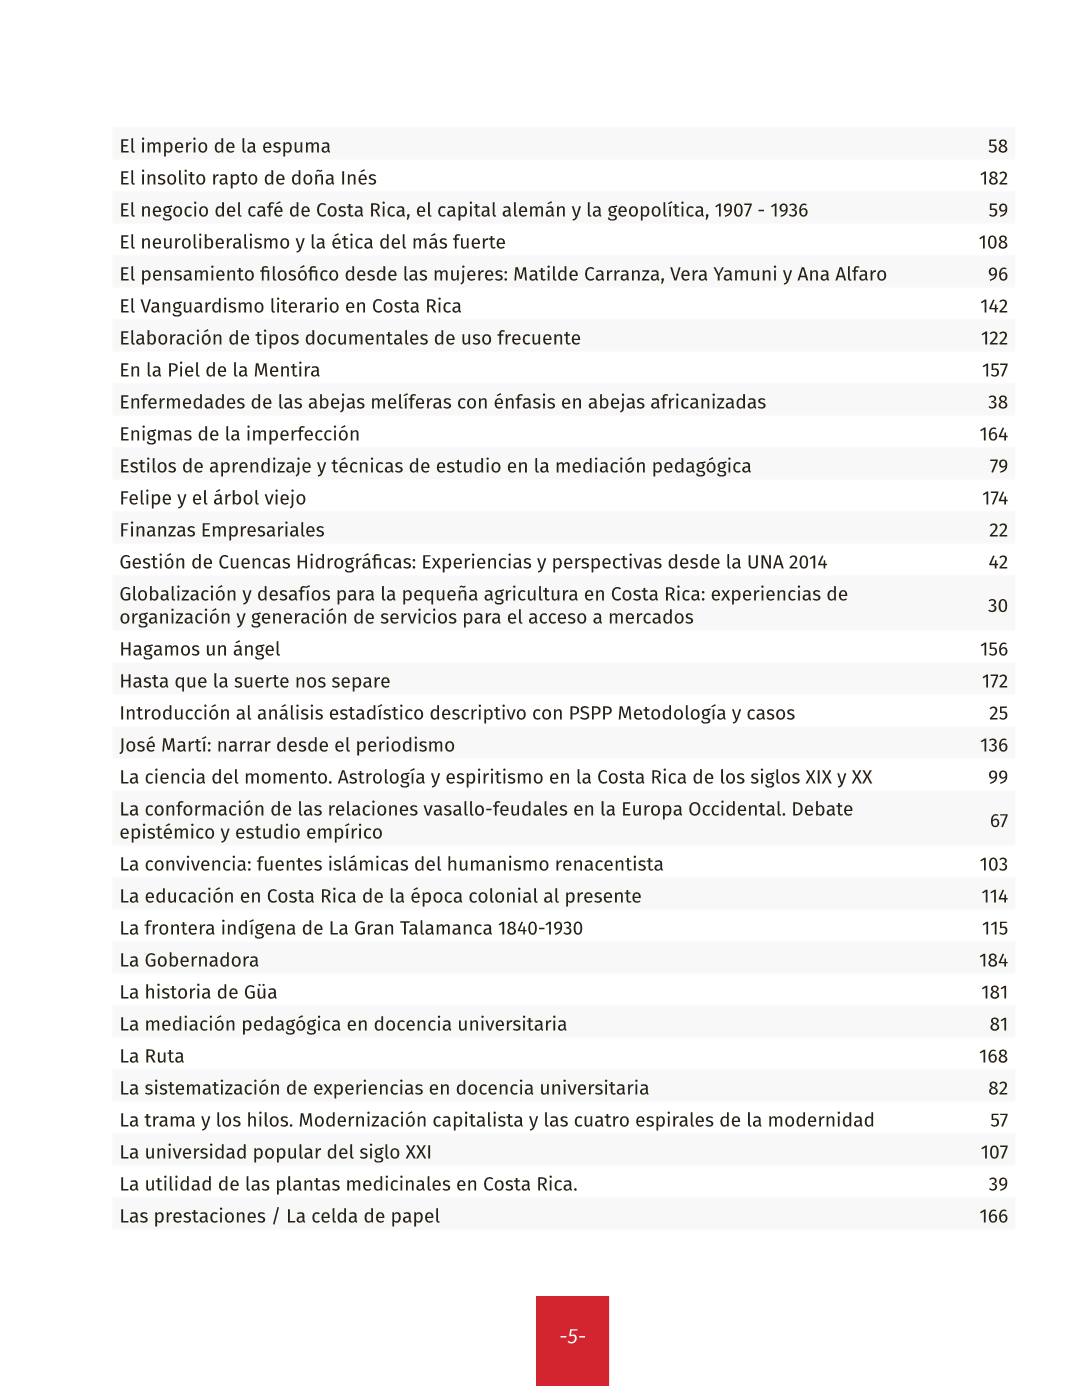 El imperio de la espuma 58
El insolito rapto de doña Inés 182
El negocio del café de Costa Rica, el capital alemán y la geopolítica, 1907 - 1936 59
El neuroliberalismo y la ética del más fuerte 108
El pensamiento filosófico desde las mujeres: Matilde Carranza, Vera Yamuni y Ana Alfaro 96
El Vanguardismo literario en Costa Rica 142
Elaboración de tipos documentales de uso frecuente 122
En la Piel de la Mentira 157
Enfermedades de las abejas melíferas con énfasis en abejas africanizadas 38
Enigmas de la imperfección 164
Estilos de aprendizaje y técnicas de estudio en la mediación pedagógica 79
Felipe y el árbol viejo 174
Finanzas Empresariales 22
Gestión de Cuencas Hidrográficas: Experiencias y perspectivas desde la UNA 2014 42
Globalización y desafíos para la pequeña agricultura en Costa Rica: experiencias de
organización y generación de servicios para el acceso a mercados 30
Hagamos un ángel 156
Hasta que la suerte nos separe 172
Introducción al análisis estadístico descriptivo con PSPP Metodología y casos 25
José Martí: narrar desde el periodismo 136
La ciencia del momento. Astrología y espiritismo en la Costa Rica de los siglos XIX y XX 99
La conformación de las relaciones vasallo-feudales en la Europa Occidental. Debate
epistémico y estudio empírico 67
La convivencia: fuentes islámicas del humanismo renacentista 103
La educación en Costa Rica de la época colonial al presente 114
La frontera indígena de La Gran Talamanca 1840-1930 115
La Gobernadora 184
La historia de Güa 181
La mediación pedagógica en docencia universitaria 81
La Ruta 168
La sistematización de experiencias en docencia universitaria 82
La trama y los hilos. Modernización capitalista y las cuatro espirales de la modernidad 57
La universidad popular del siglo XXI 107
La utilidad de las plantas medicinales en Costa Rica. 39
Las prestaciones / La celda de papel 166
-5-